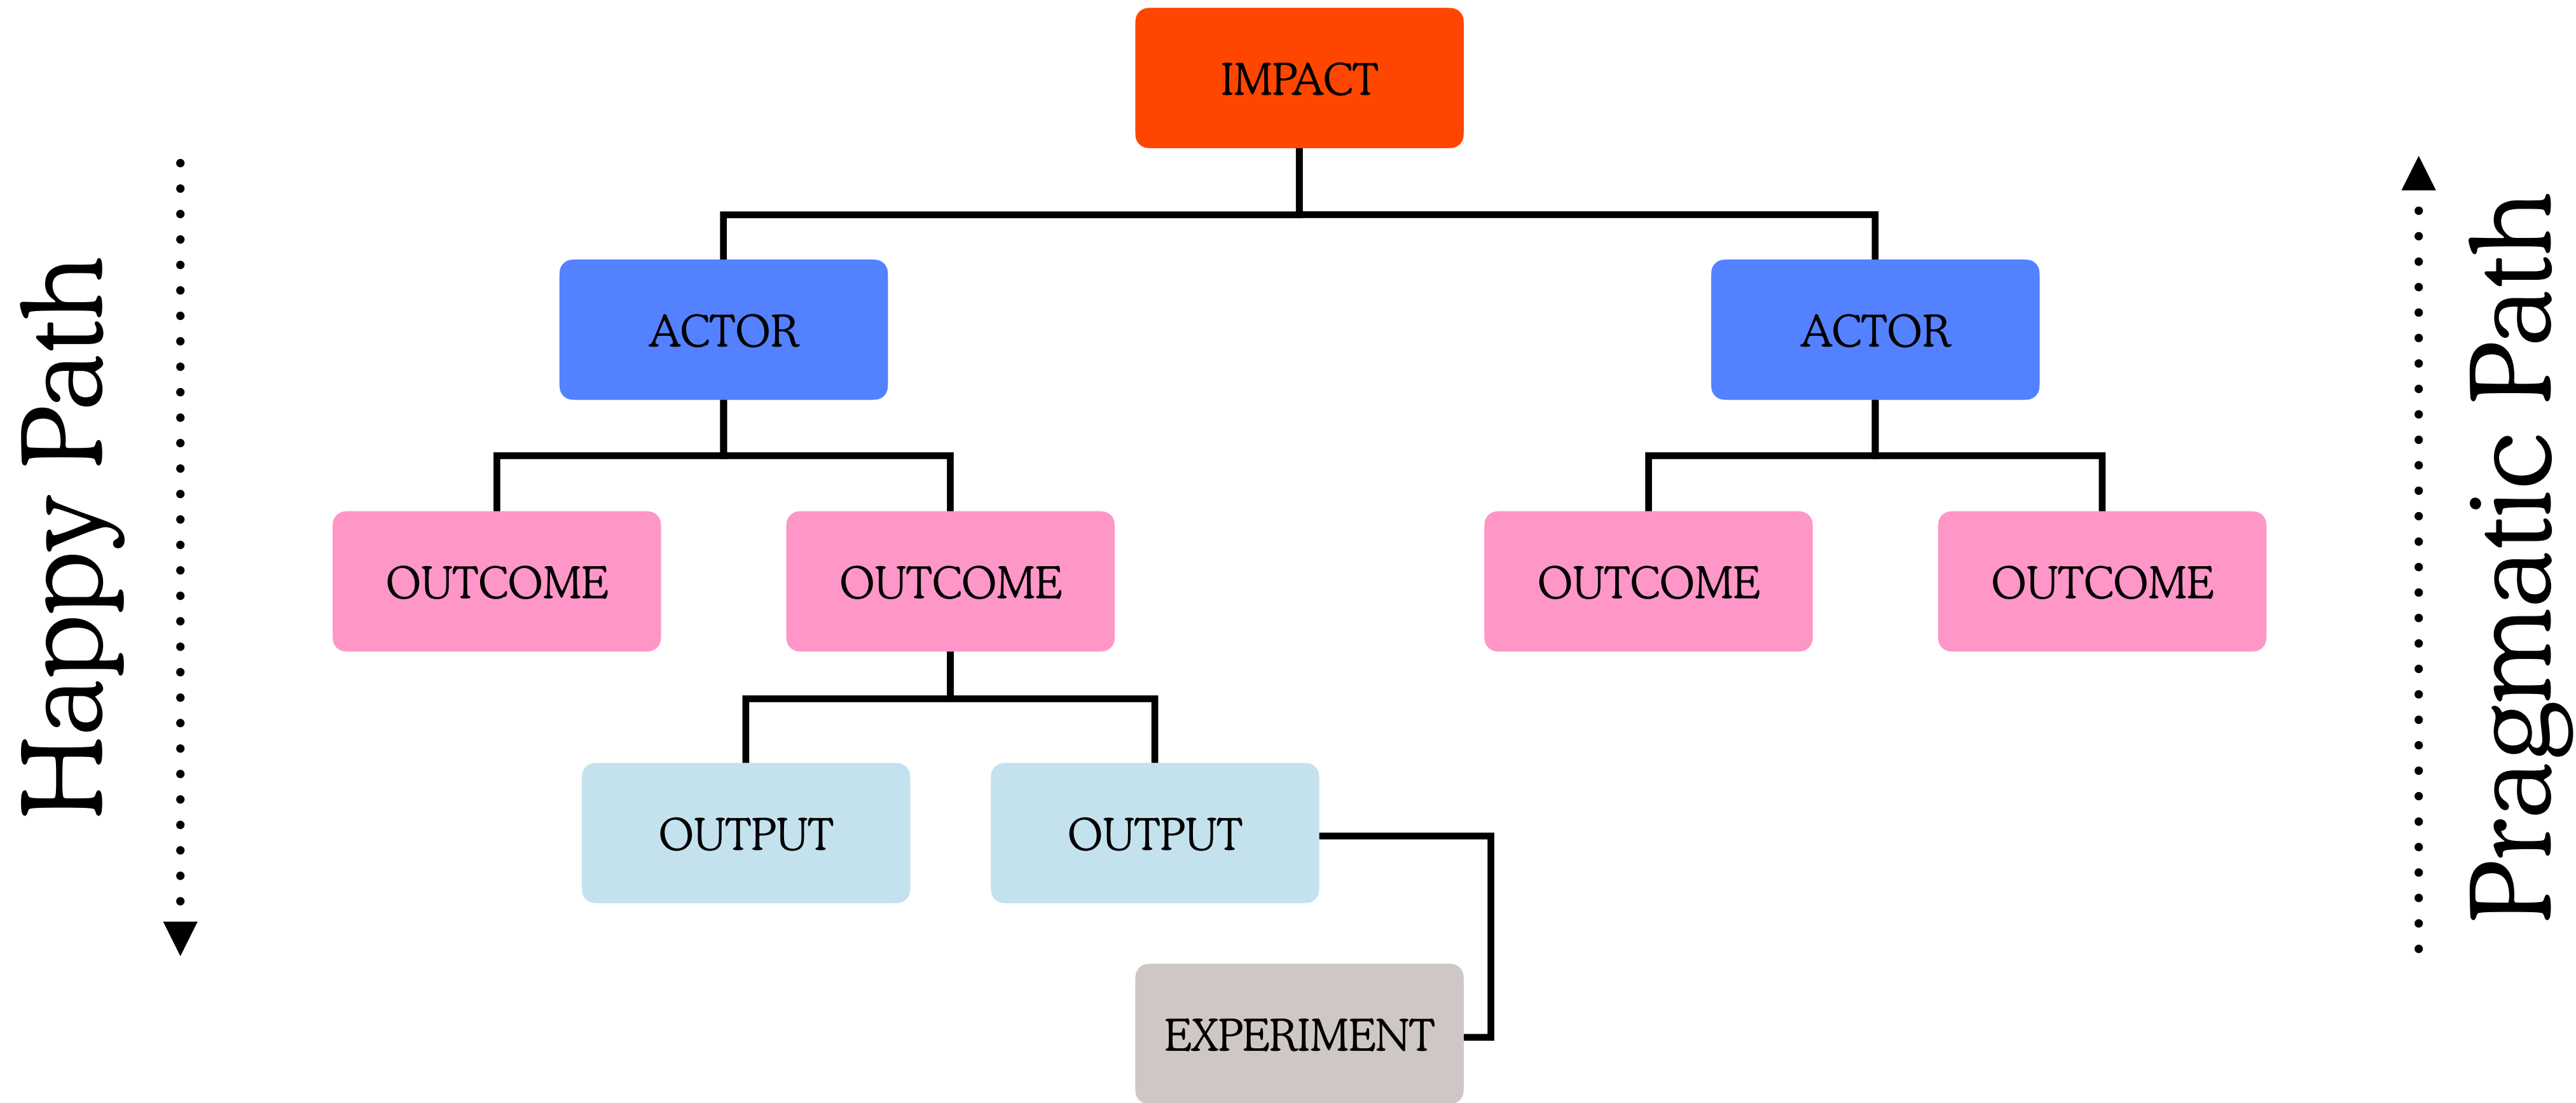 IMPACT
ACTOR
ACTOR
OUTCOME
OUTCOME
OUTCOME
OUTCOME
OUTPUT
OUTPUT
EXPERIMENT
Happy Path
Pragmatic Path